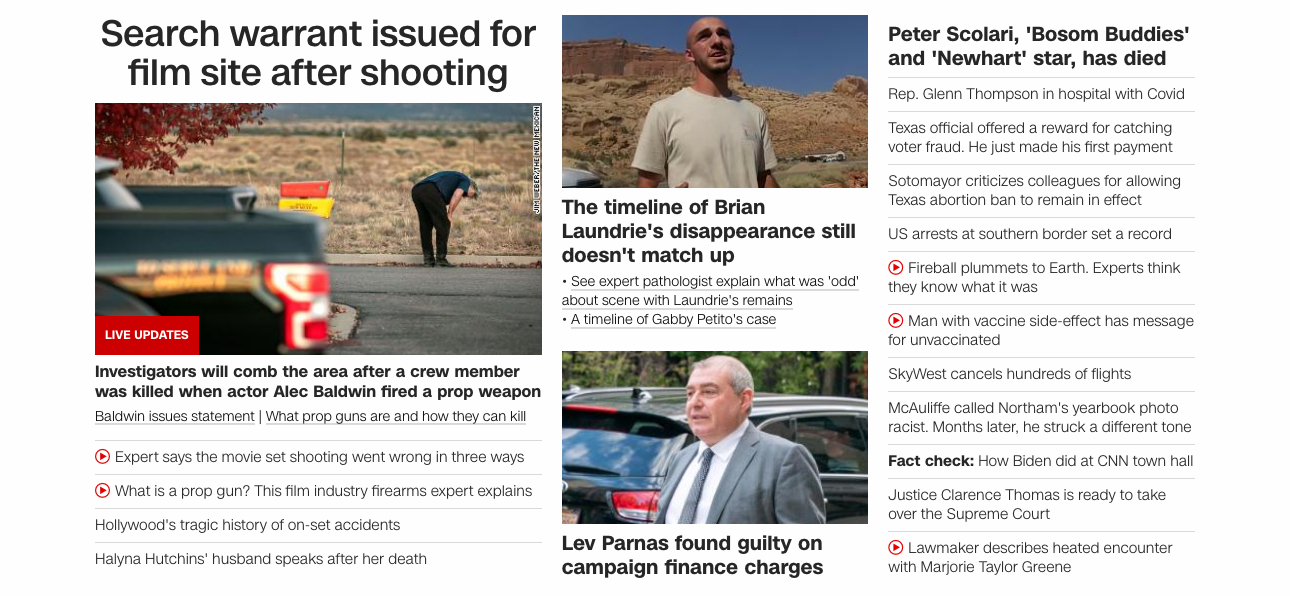 Search warrant issued for
film site after shooting
JIM WEBER/THE NEW MEXICAN
LIVE UPDATES
Investigators will comb the area after a crew member
was killed when actor Alec Baldwin fired a prop weapon
Baldwin issues statement | What prop guns are and how they can kill
Expert says the movie set shooting went wrong in three ways
What is a prop gun? This film industry firearms expert explains
Hollywood's tragic history of on-set accidents
Halyna Hutchins' husband speaks after her death
The timeline of Brian
Laundrie's disappearance still
doesn't match up
• See expert pathologist explain what was 'odd'
about scene with Laundrie's remains
• A timeline of Gabby Petito's case
Lev Parnas found guilty on
campaign finance charges
Peter Scolari, 'Bosom Buddies'
and 'Newhart' star, has died
Rep. Glenn Thompson in hospital with Covid
Texas official offered a reward for catching
voter fraud. He just made his first payment
Sotomayor criticizes colleagues for allowing
Texas abortion ban to remain in effect
US arrests at southern border set a record
Fireball plummets to Earth. Experts think
they know what it was
Man with vaccine side-effect has message
for unvaccinated
SkyWest cancels hundreds of flights
McAuliffe called Northam's yearbook photo
racist. Months later, he struck a different tone
Fact check: How Biden did at CNN town hall
Justice Clarence Thomas is ready to take
over the Supreme Court
Lawmaker describes heated encounter
with Marjorie Taylor Greene